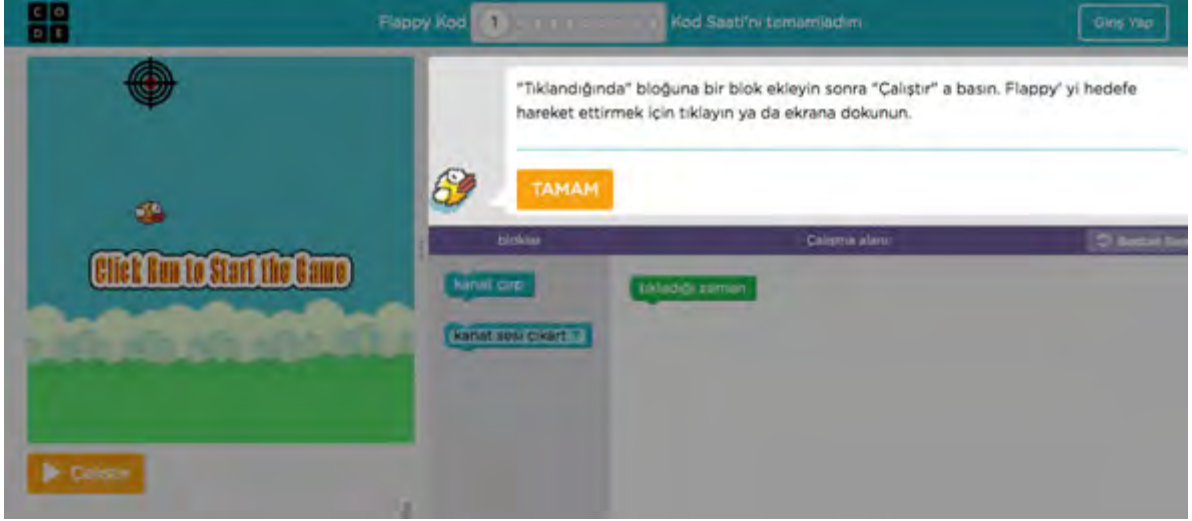 C O
D E
Flappy Kod 1 Kod Saati'ni tamamladım Giriş Yap
"Tıklandığında" bloğuna bir blok ekleyin sonra "Çalıştır" a basın. Flappy' yi hedefe
hareket ettirmek için tıklayın ya da ekrana dokunun.
TAMAM
Click Run to Start the Game
bloklar Çalışma alanı
kanat çırp
tıkladığı zaman
kanat sesi çıkart
Çalıştır